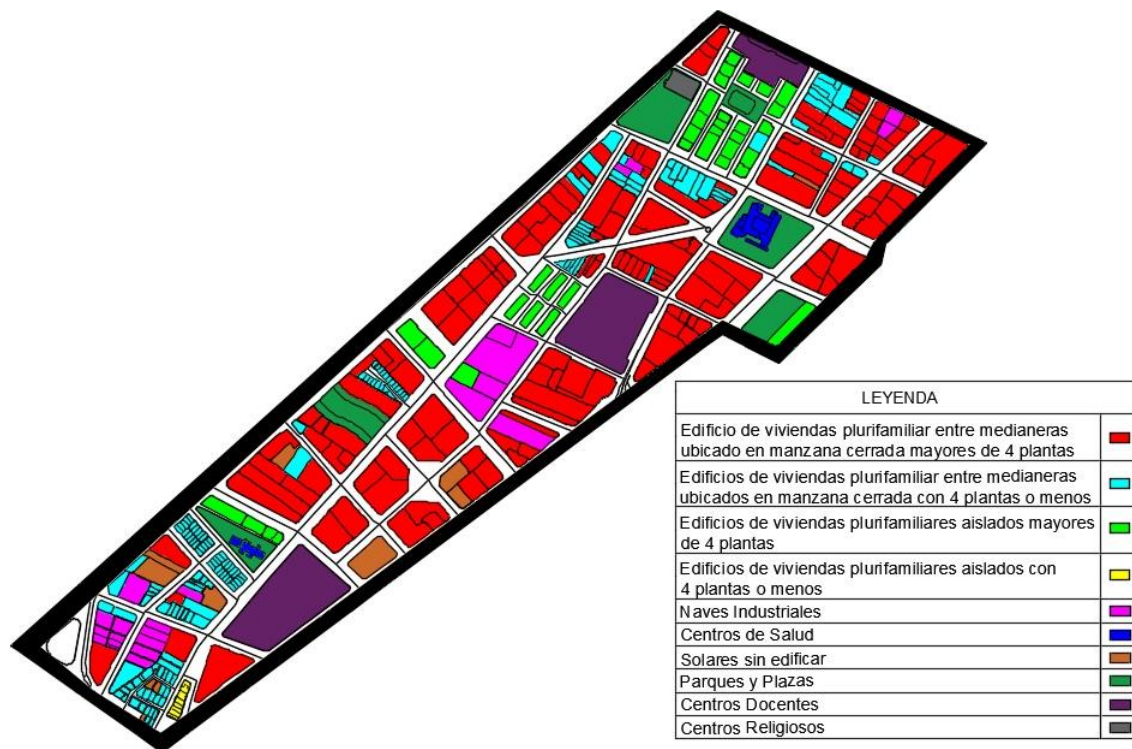 LEYENDA
Edificio de viviendas plurifamiliar entre medianeras
ubicado en manzana cerrada mayores de 4 plantas
Edificios de viviendas plurifamiliar entre medianeras
ubicados en manzana cerrada con 4 plantas o menos
Edificios de viviendas plurifamiliares aislados mayores
de 4 plantas
Edificios de viviendas plurifamiliares aislados con
4 plantas o menos
Naves Industriales
Centros de Salud
Solares sin edificar
Parques y Plazas
Centros Docentes
Centros Religiosos